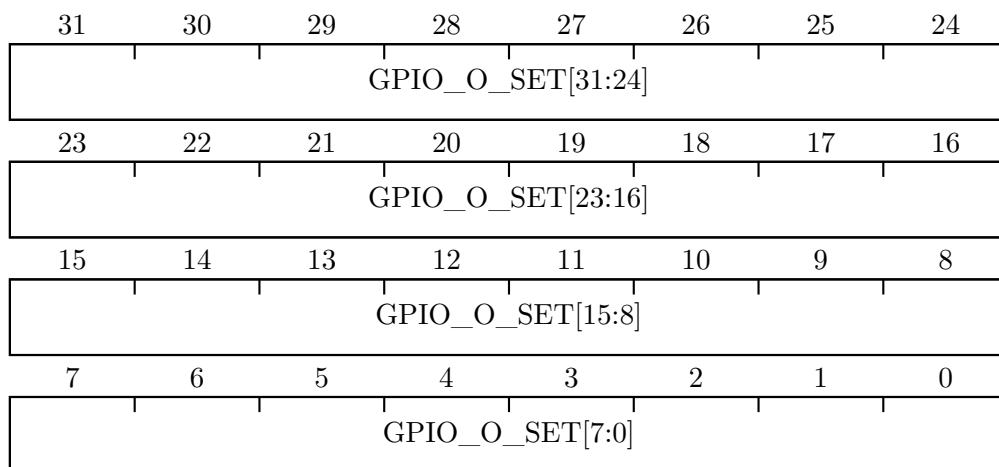 31 30 29 28 27 26 25 24
GPIO_O_SET[31:24]
23 22 21 20 19 18 17 16
GPIO_O_SET[23:16]
15 14 13 12 11 10 9 8
GPIO_O_SET[15:8]
7 6 5 4 3 2 1 0
GPIO_O_SET[7:0]